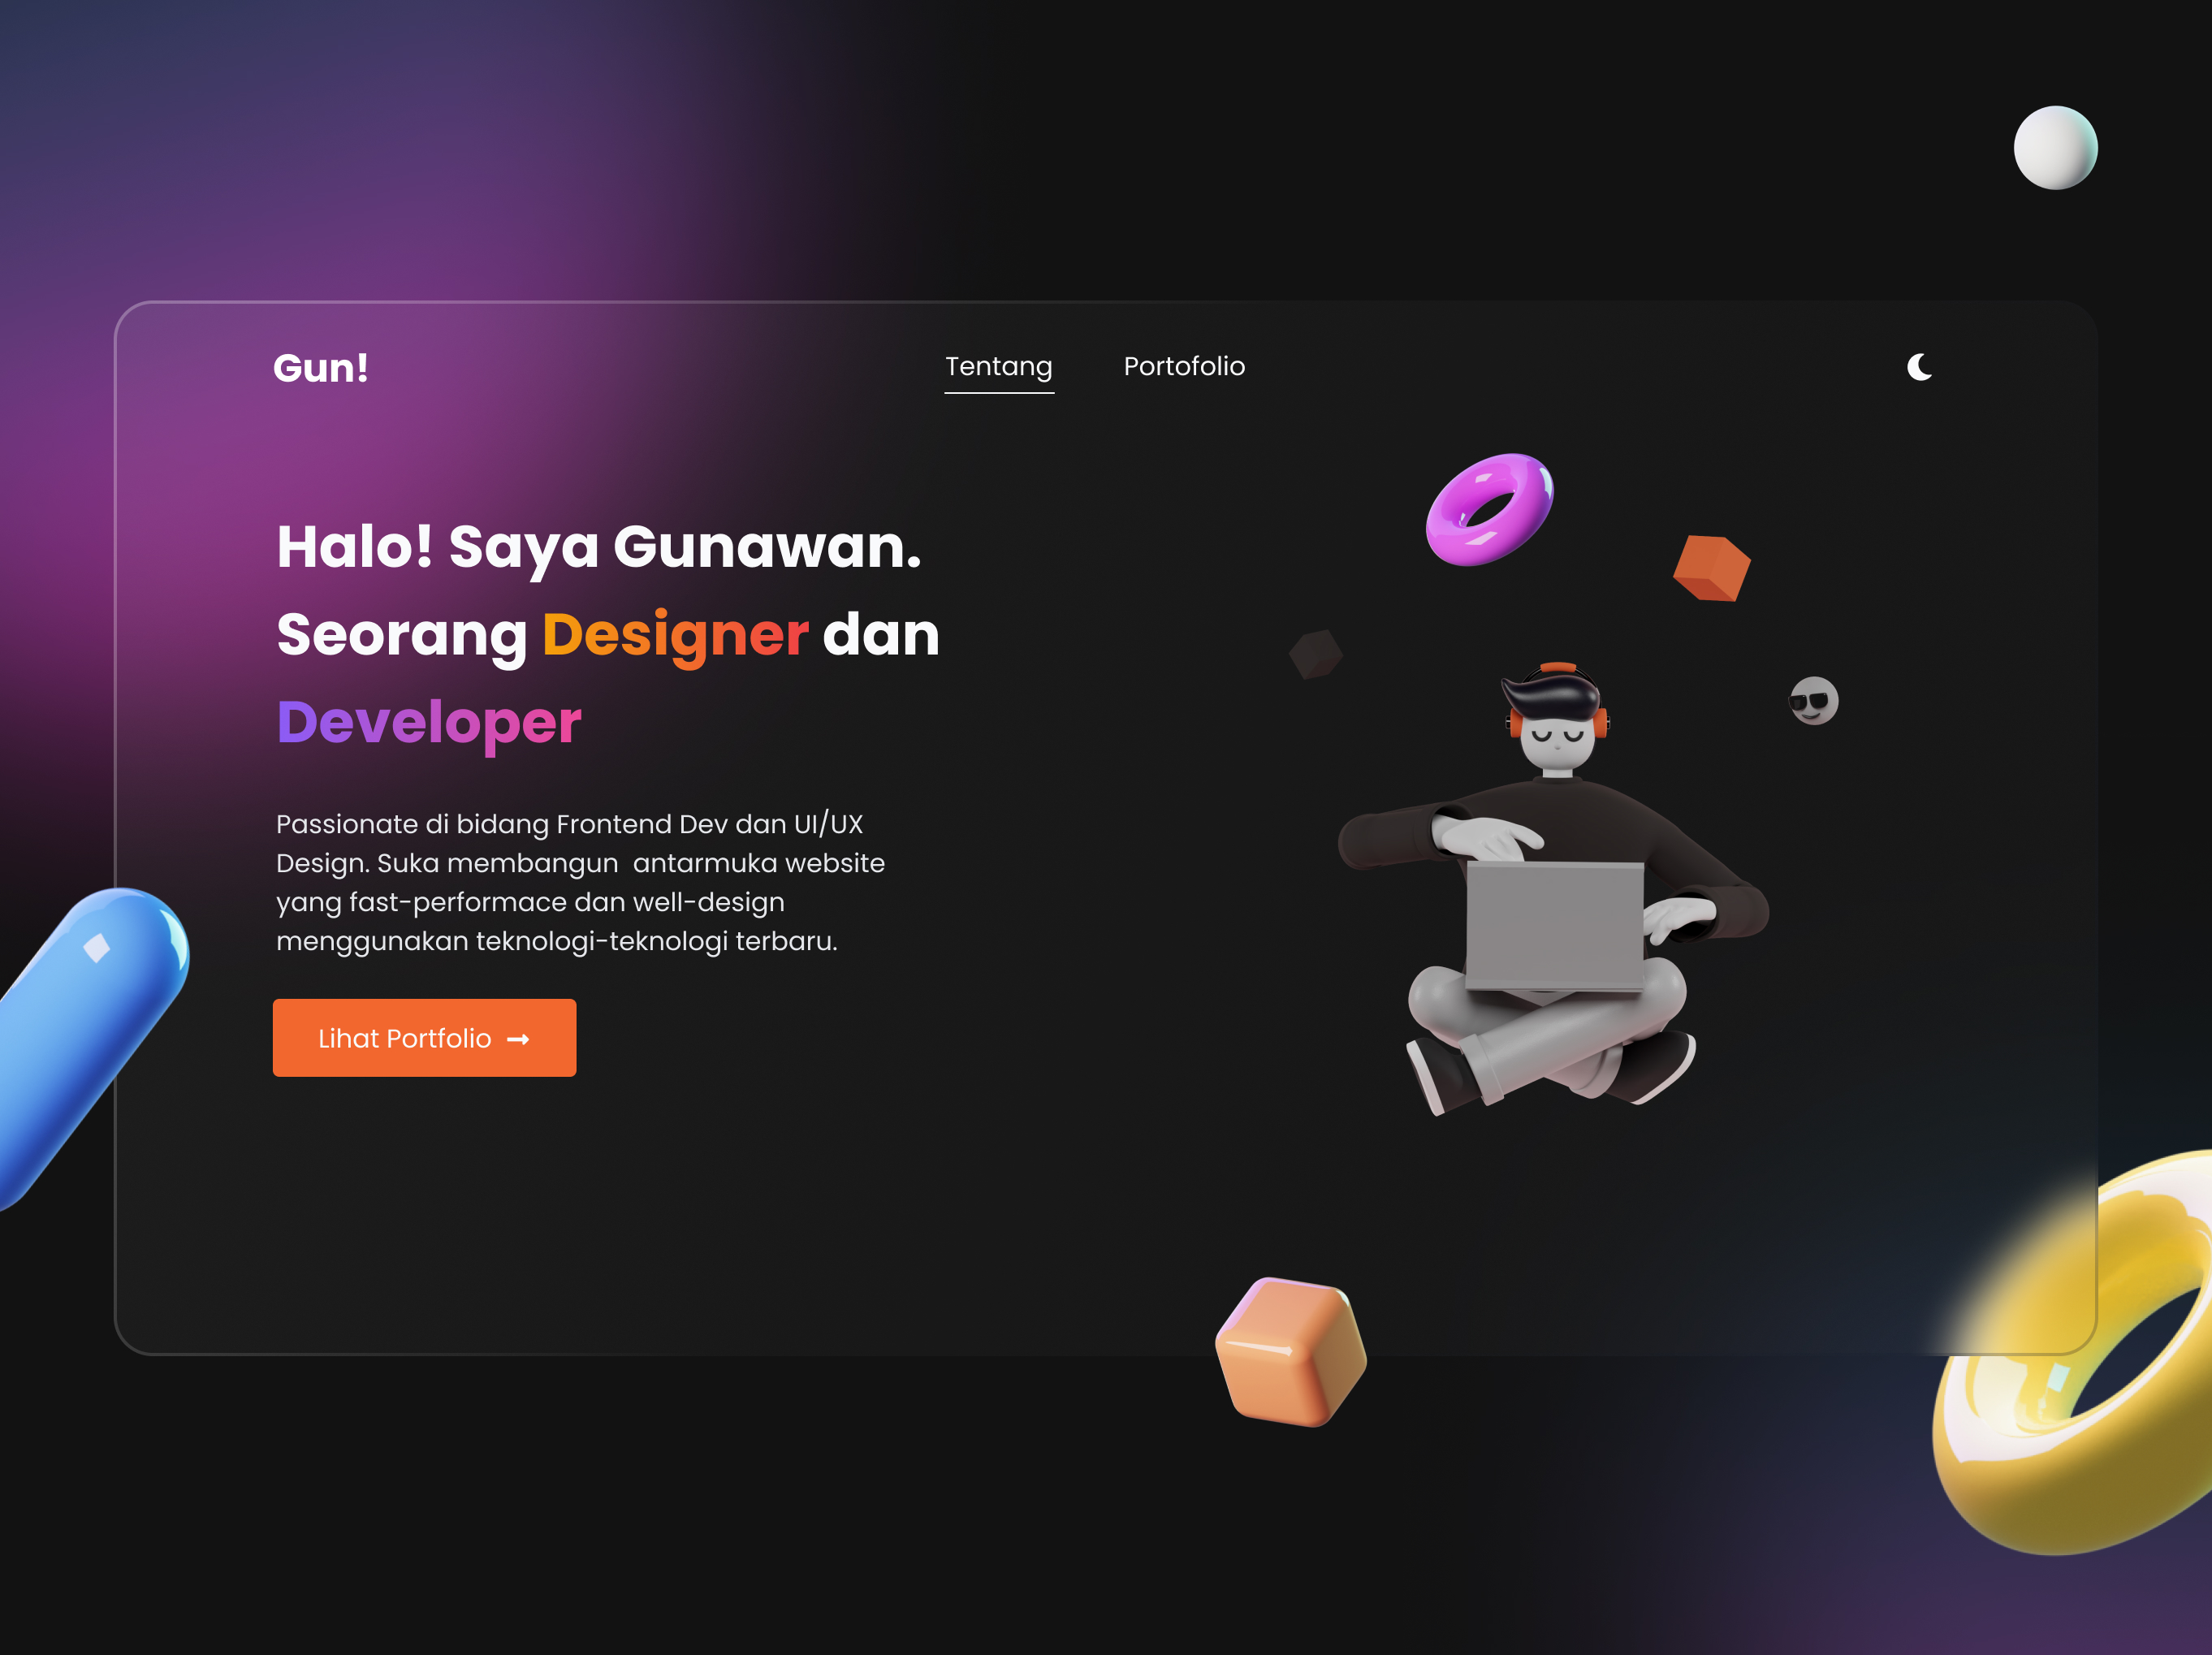 Gun!
Tentang
Portofolio
Halo! Saya Gunawan.
Seorang Designer dan
Developer
Passionate di bidang Frontend Dev dan UI/UX
Design. Suka membangun  antarmuka website
yang fast-performace dan well-design
menggunakan teknologi-teknologi terbaru.
Lihat Portfolio